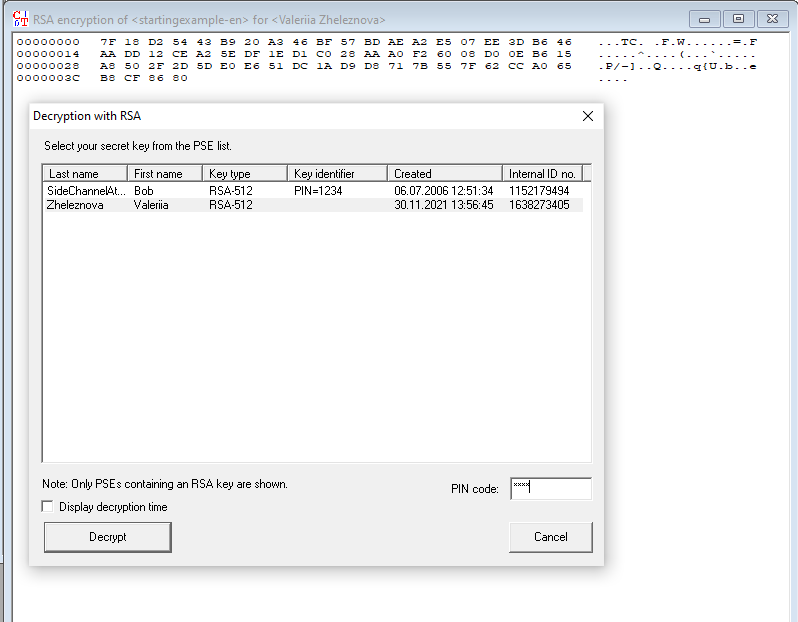 RSA encryption of <startingexample-en> for <Valeriia Zheleznova>
00000000 7F 18 D2 54 43 B9 20 A3 46 BF 57 BD AE A2 E5 07 EE 3D B6 46 ...TC. .F.W......=.F
00000014 AA DD 12 CE A2 5E DF 1E D1 C0 28 AA A0 F2 60 08 D0 0E B6 15 .....^....(...`.....
00000028 A8 50 2F 2D 5D E0 E6 51 DC 1A D9 D8 71 7B 55 7F 62 CC A0 65 .P/-]..Q....q{U.b..e
0000003C B8 CF 86 80 ....
Decryption with RSA
Select your secret key from the PSE list.
Last name First name Key type Key identifier Created Internal ID no.
SideChannelAt... Bob RSA-512 PIN=1234 06.07.2006 12:51:34 1152179494
Zheleznova Valeriia RSA-512 30.11.2021 13:56:45 1638273405
Note: Only PSEs containing an RSA key are shown.
PIN code: ****
Display decryption time
Decrypt Cancel